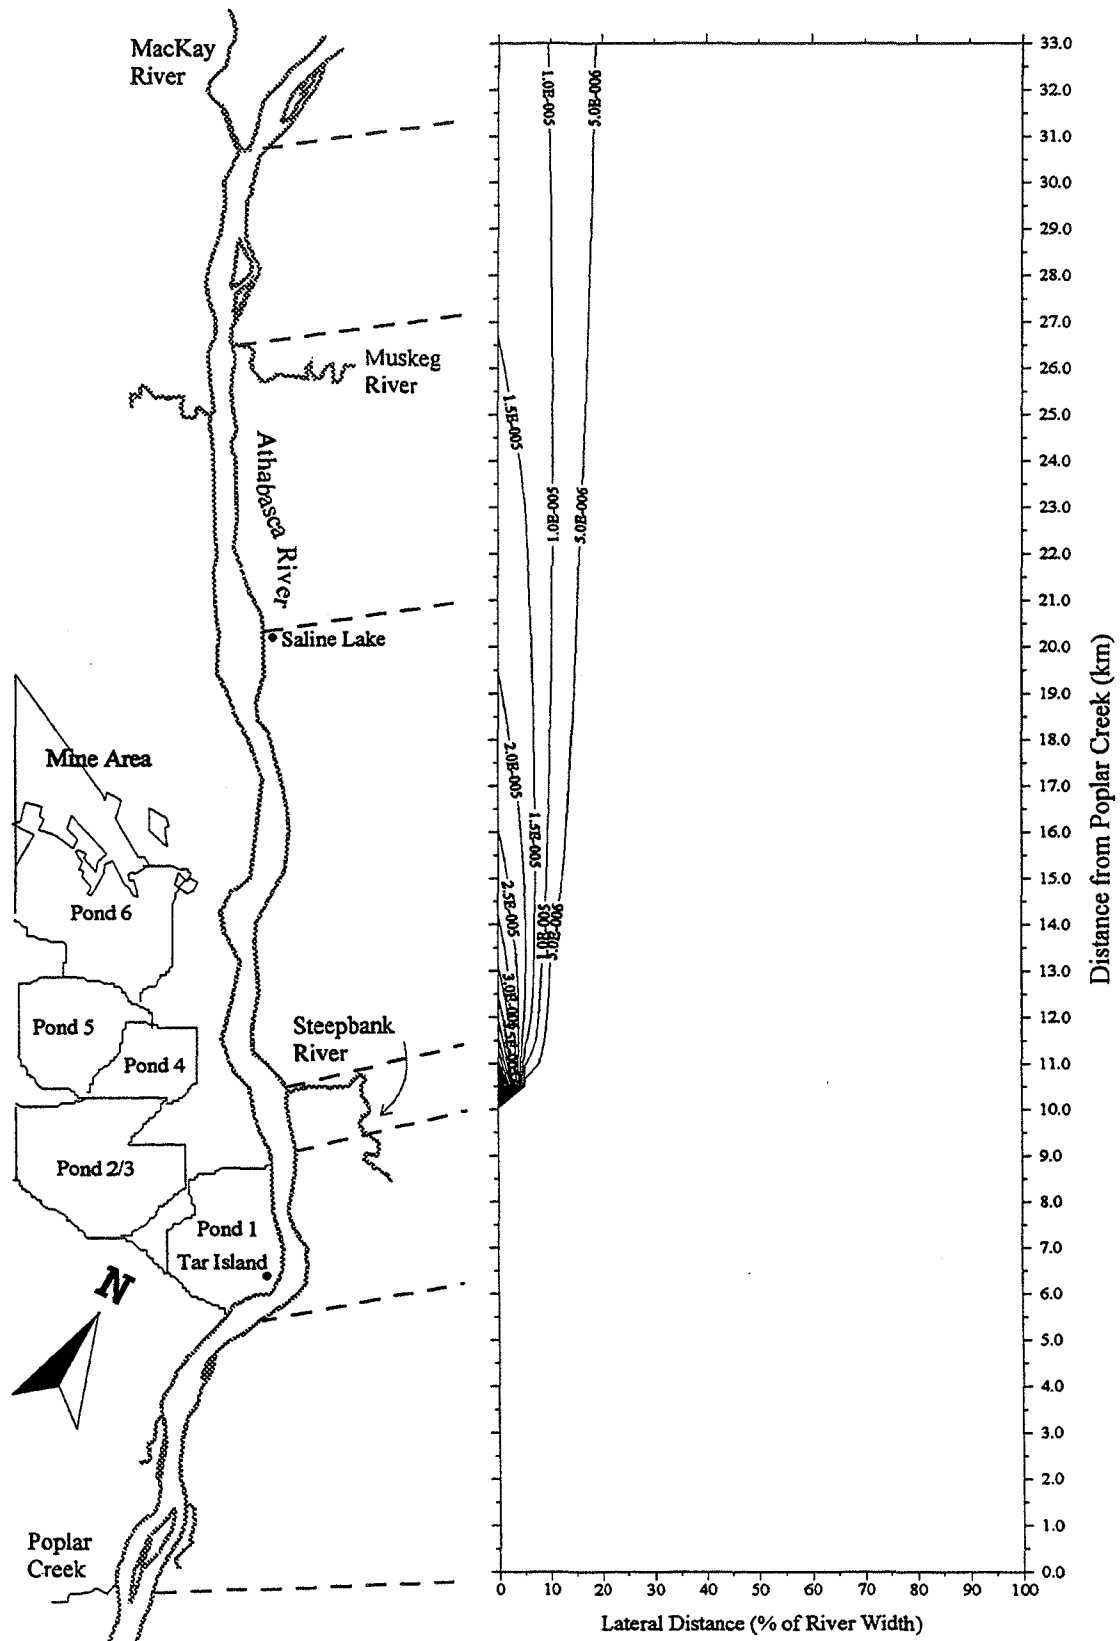 MacKay
River
Muskeg
River
Athabasca River
Saline Lake
Mine Area
Pond 6
Pond 5
Pond 4
Steepbank
River
Pond 2/3
Pond 1
Tar Island
N
Poplar
Creek
1.0E-005
5.0E-006
1.5E-005
1.0E-005
5.0E-006
2.0E-005
1.5E-005
2.5E-005
1.0E-005
5.0E-006
33.0
32.0
31.0
30.0
29.0
28.0
27.0
26.0
25.0
24.0
23.0
22.0
21.0
20.0
19.0
18.0
17.0
16.0
15.0
14.0
13.0
12.0
11.0
10.0
9.0
8.0
7.0
6.0
5.0
4.0
3.0
2.0
1.0
0.0
Distance from Poplar Creek (km)
0 10 20 30 40 50 60 70 80 90 100
Lateral Distance (% of River Width)